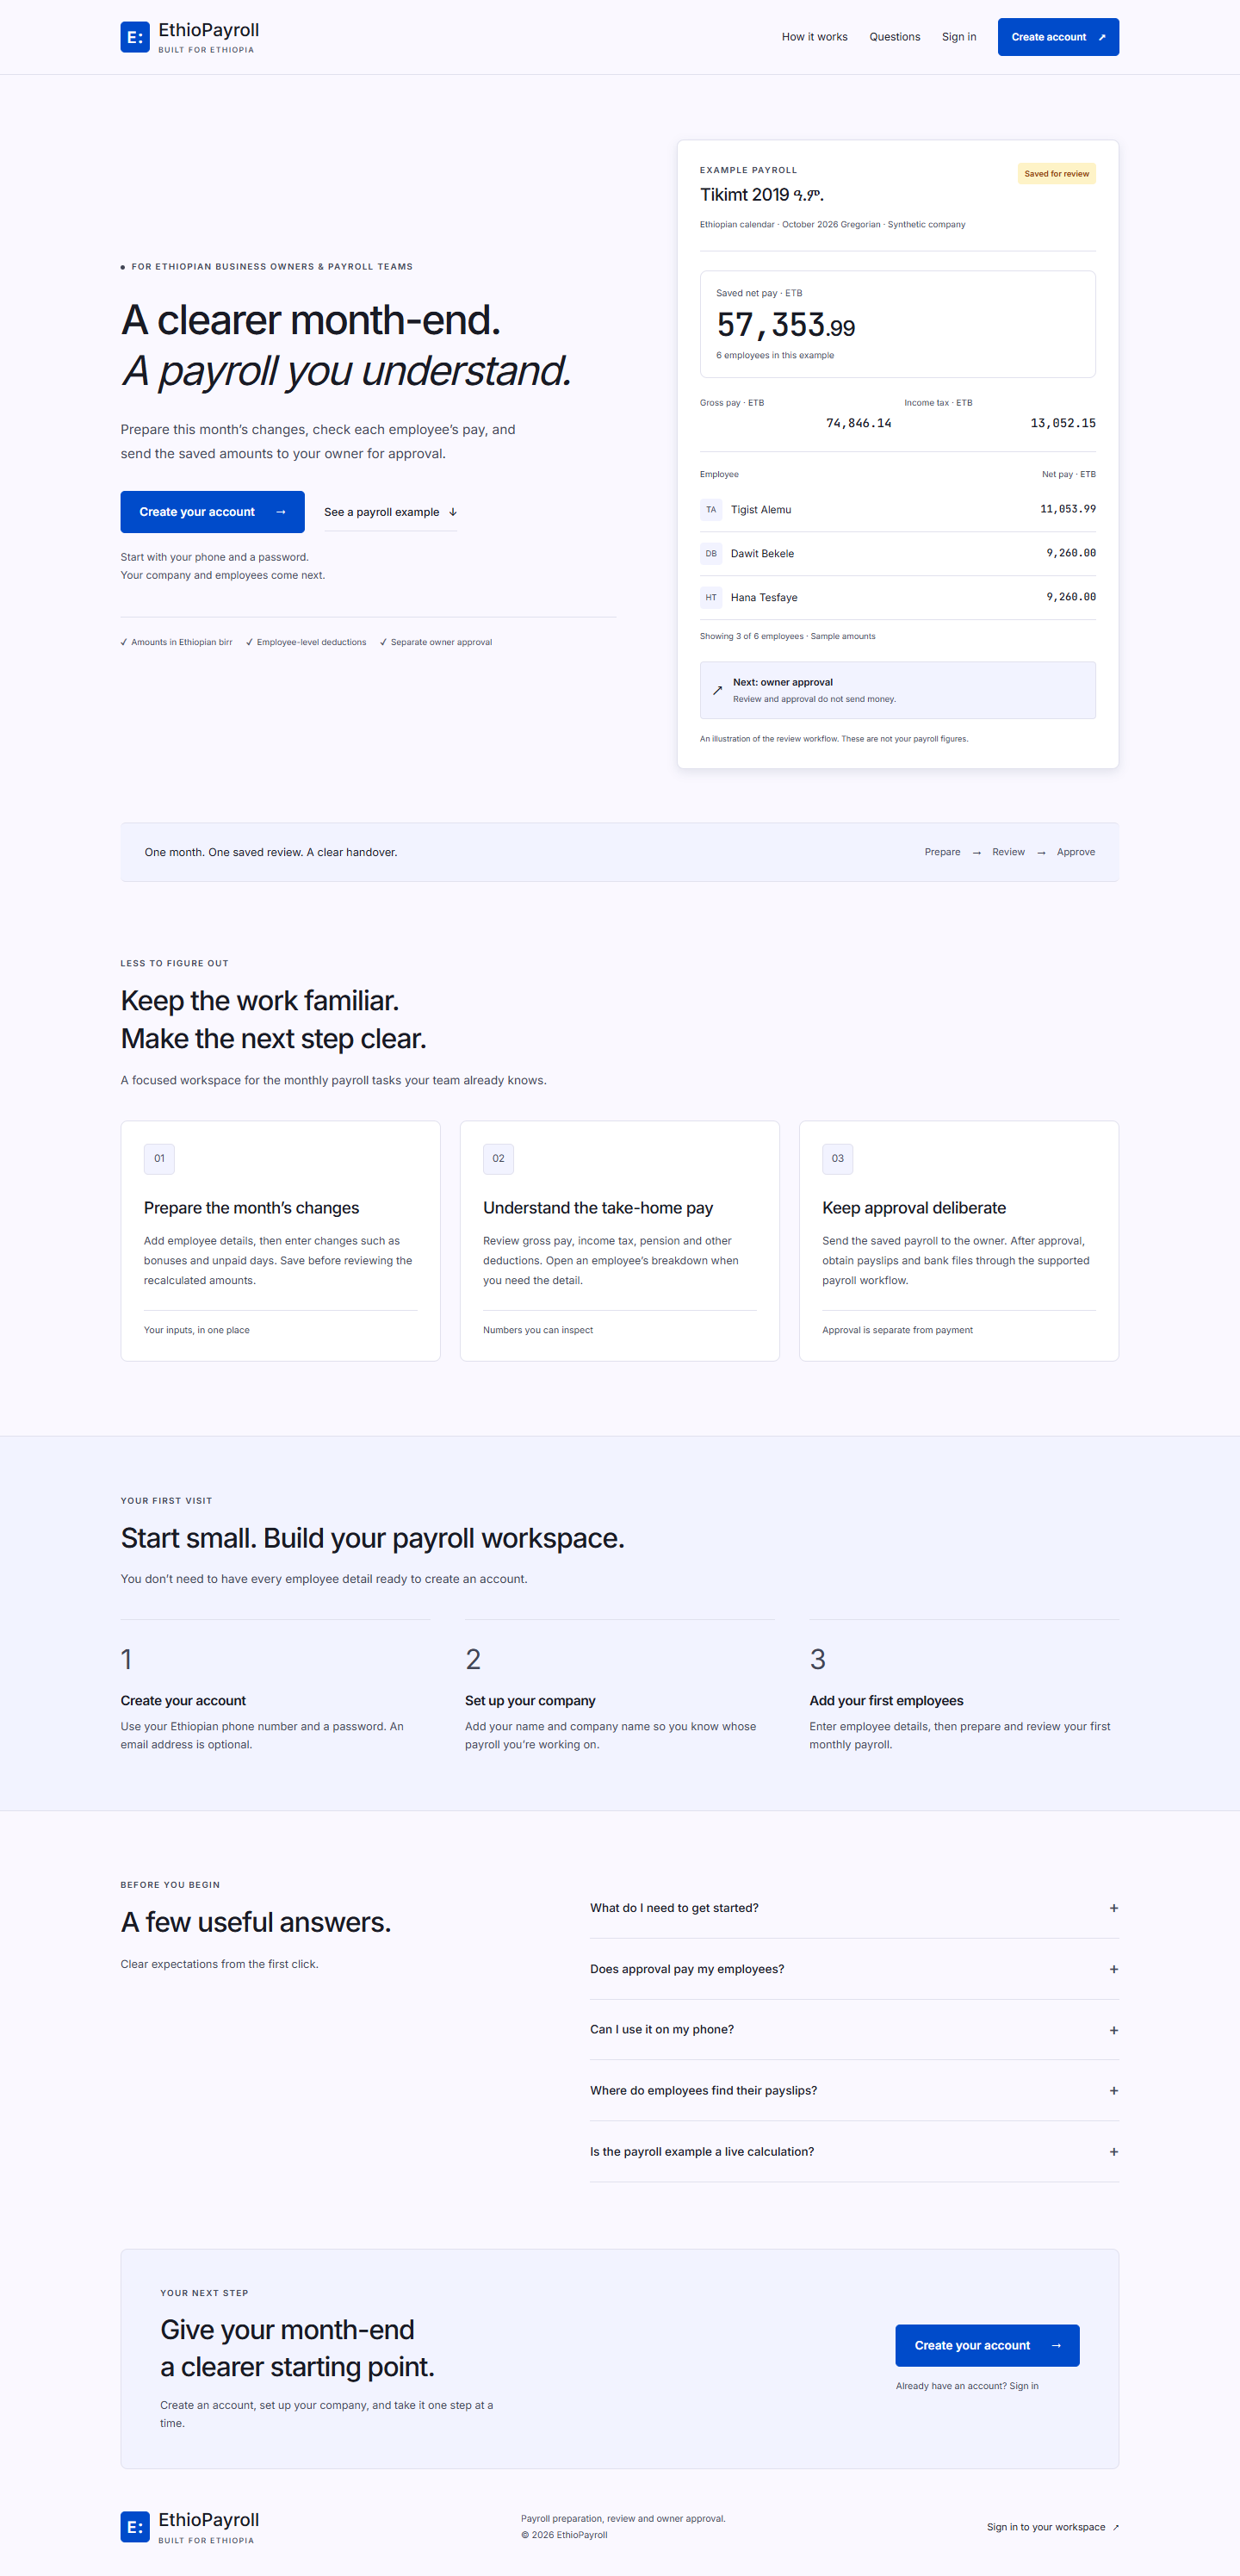 E: EthioPayroll
BUILT FOR ETHIOPIA
How it works Questions Sign in Create account ↗
FOR ETHIOPIAN BUSINESS OWNERS & PAYROLL TEAMS
A clearer month-end.
A payroll you understand.
Prepare this month’s changes, check each employee’s pay, and
send the saved amounts to your owner for approval.
Create your account → See a payroll example ↓
Start with your phone and a password.
Your company and employees come next.
✓ Amounts in Ethiopian birr ✓ Employee-level deductions ✓ Separate owner approval
EXAMPLE PAYROLL Saved for review
Tikimt 2019 ዓ.ም.
Ethiopian calendar · October 2026 Gregorian · Synthetic company
Saved net pay · ETB
57,353.99
6 employees in this example
Gross pay · ETB Income tax · ETB
74,846.14 13,052.15
Employee Net pay · ETB
TA Tigist Alemu 11,053.99
DB Dawit Bekele 9,260.00
HT Hana Tesfaye 9,260.00
Showing 3 of 6 employees · Sample amounts
↗ Next: owner approval
Review and approval do not send money.
An illustration of the review workflow. These are not your payroll figures.
One month. One saved review. A clear handover. Prepare → Review → Approve
LESS TO FIGURE OUT
Keep the work familiar.
Make the next step clear.
A focused workspace for the monthly payroll tasks your team already knows.
01
Prepare the month’s changes
Add employee details, then enter changes such as
bonuses and unpaid days. Save before reviewing the
recalculated amounts.
Your inputs, in one place
02
Understand the take-home pay
Review gross pay, income tax, pension and other
deductions. Open an employee’s breakdown when
you need the detail.
Numbers you can inspect
03
Keep approval deliberate
Send the saved payroll to the owner. After approval,
obtain payslips and bank files through the supported
payroll workflow.
Approval is separate from payment
YOUR FIRST VISIT
Start small. Build your payroll workspace.
You don’t need to have every employee detail ready to create an account.
1
Create your account
Use your Ethiopian phone number and a password. An
email address is optional.
2
Set up your company
Add your name and company name so you know whose
payroll you’re working on.
3
Add your first employees
Enter employee details, then prepare and review your first
monthly payroll.
BEFORE YOU BEGIN
A few useful answers.
Clear expectations from the first click.
What do I need to get started? +
Does approval pay my employees? +
Can I use it on my phone? +
Where do employees find their payslips? +
Is the payroll example a live calculation? +
YOUR NEXT STEP
Give your month-end
a clearer starting point.
Create an account, set up your company, and take it one step at a
time.
Create your account →
Already have an account? Sign in
E: EthioPayroll
BUILT FOR ETHIOPIA
Payroll preparation, review and owner approval.
© 2026 EthioPayroll
Sign in to your workspace ↗